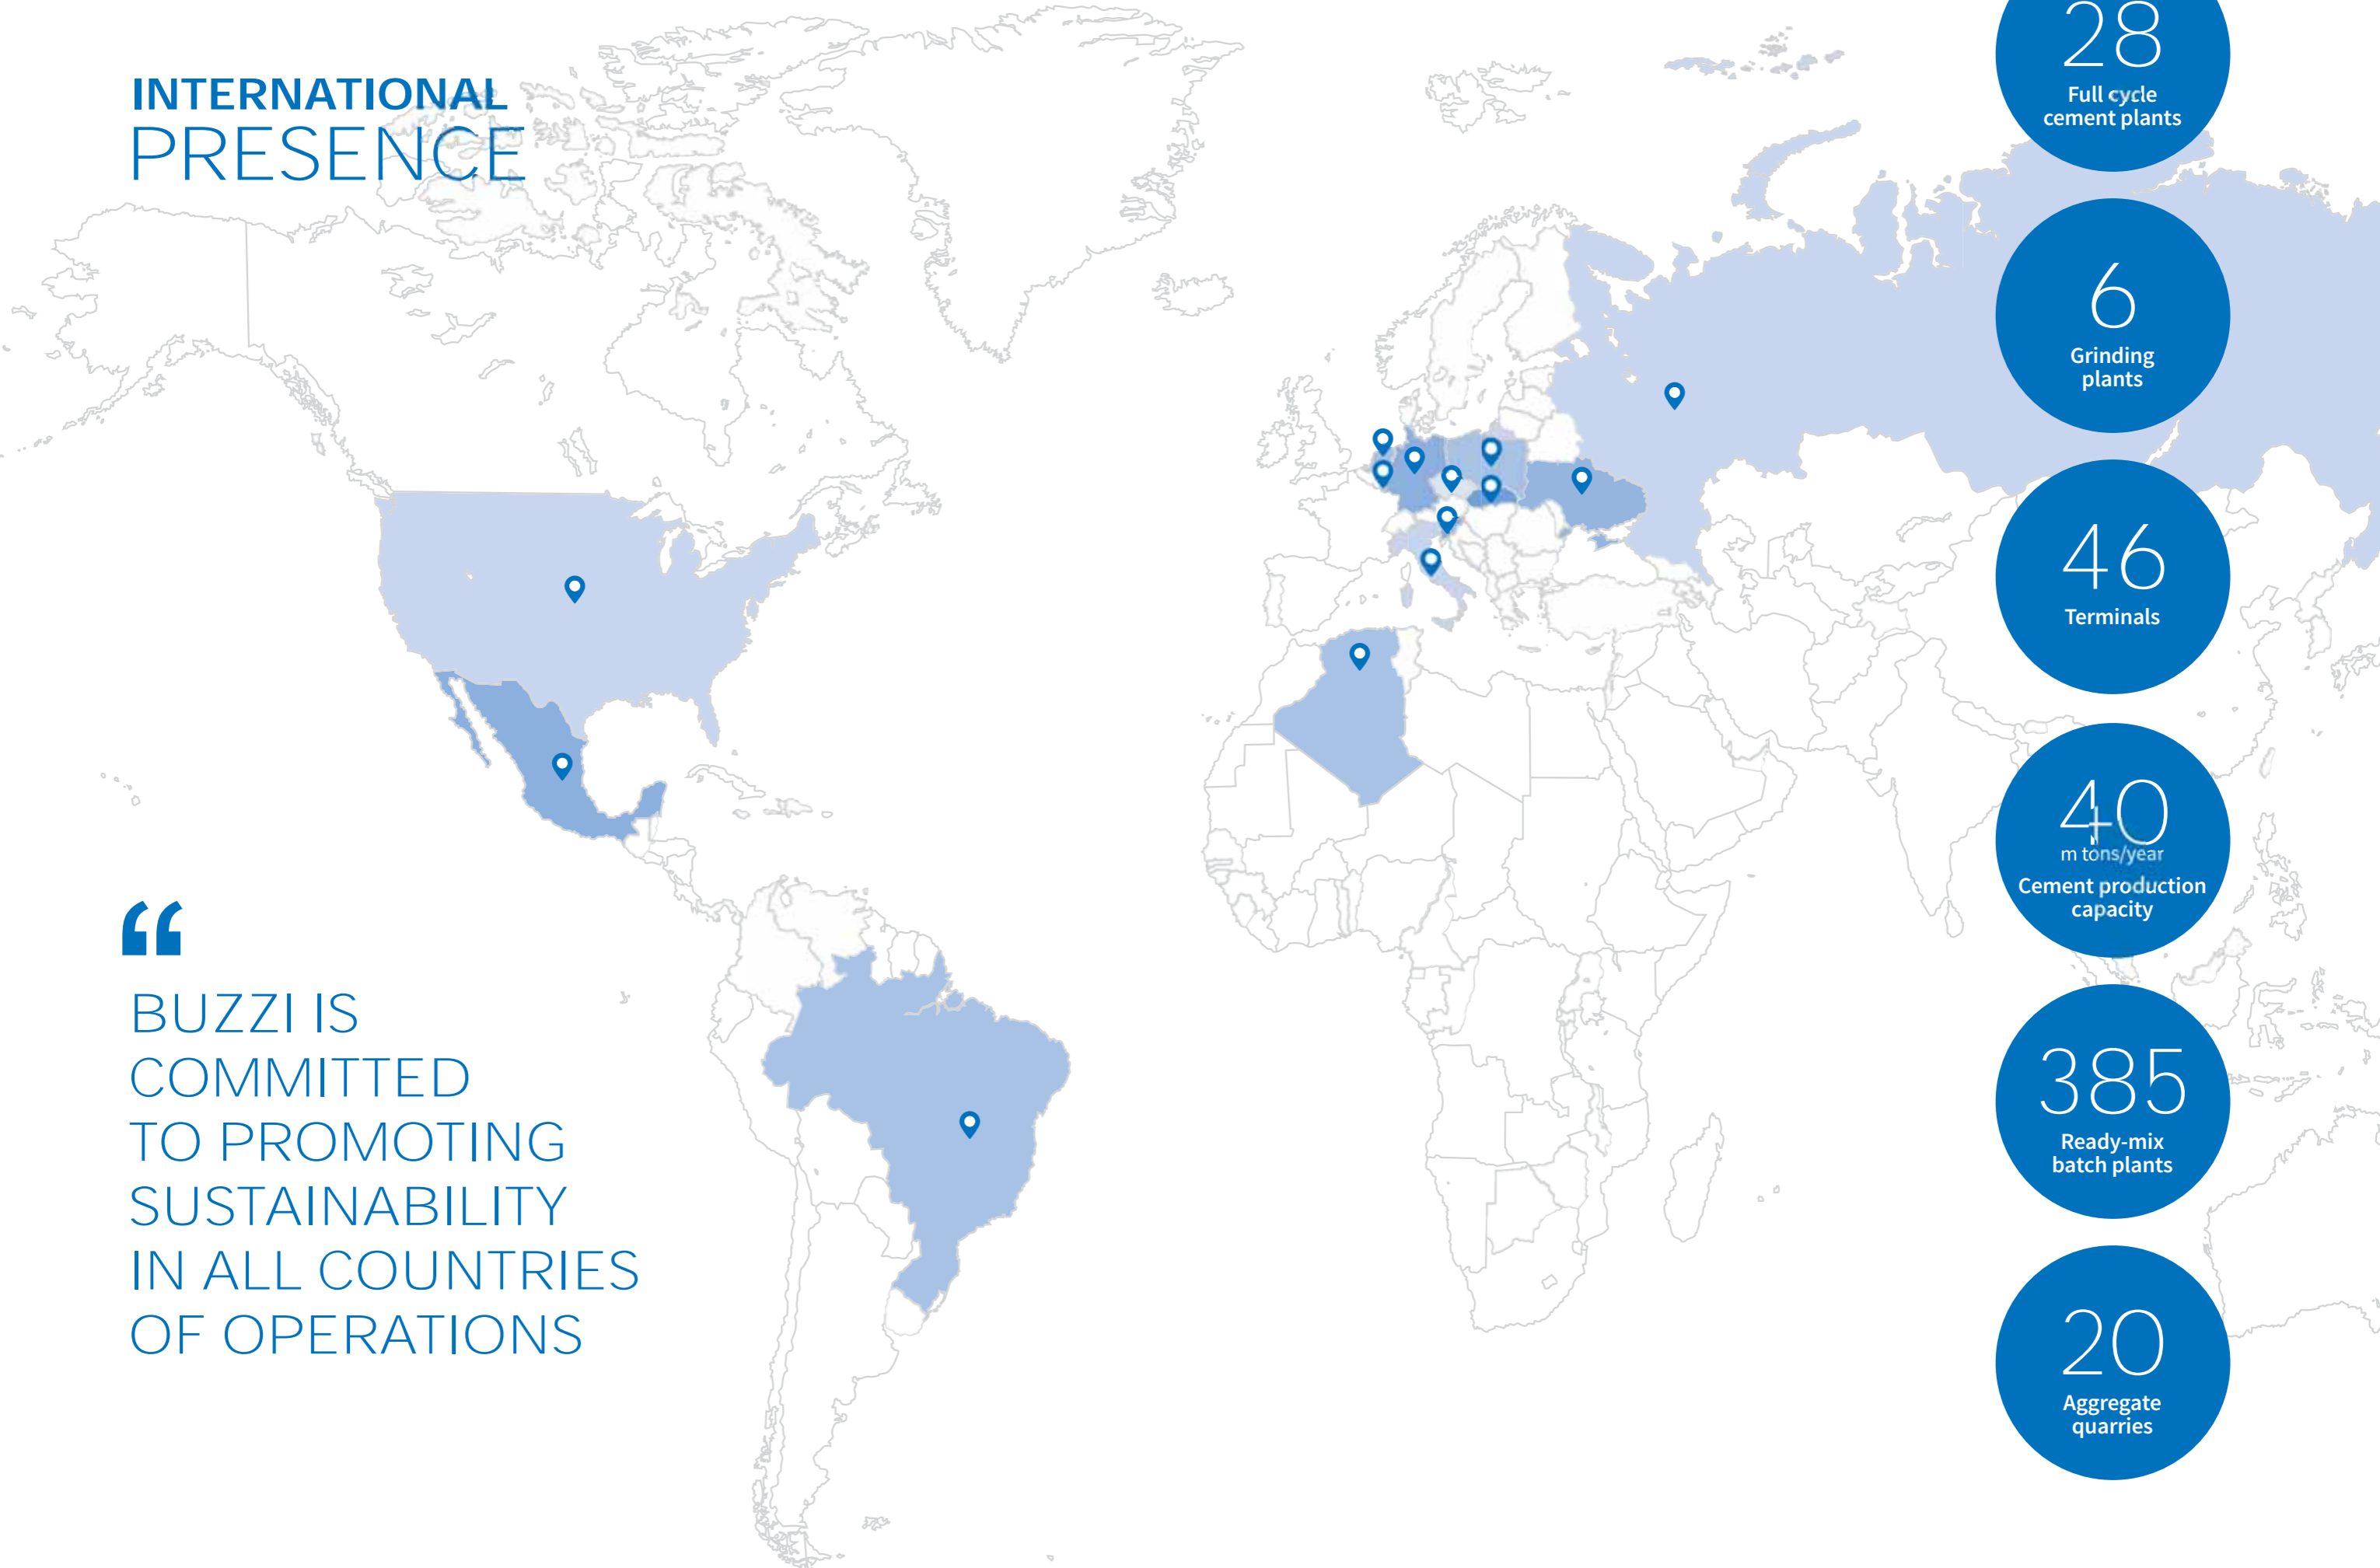 INTERNATIONAL
PRESENCE
“
BUZZI IS
COMMITTED
TO PROMOTING
SUSTAINABILITY
IN ALL COUNTRIES
OF OPERATIONS
28
Full cycle
cement plants
6
Grinding
plants
46
Terminals
40
m tons/year
Cement production
capacity
385
Ready-mix
batch plants
20
Aggregate
quarries